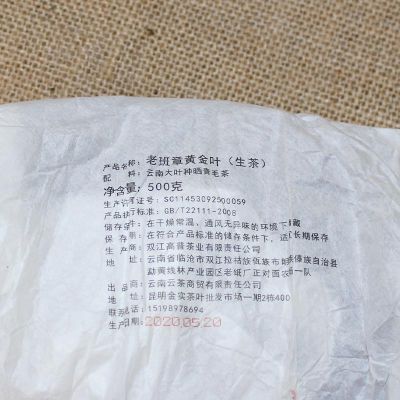 产品名称：老班章黄金叶（生茶）
配 料：云南大叶种晒青毛茶
净含量：500克
生产许可证号：SC11453092500059
产品执行标准：GB/T22111-2008
储存条件：在干燥常温、通风无异味的环境下储藏
保质期：在符合产品标准的储存条件下，适宜长期保存
生产商：双江高普茶业有限责任公司
地 址：云南省临沧市双江拉祜族佤族布朗族傣族自治县
勐勐镇林产业园区老纸厂正对面农场一队
出品商：云南云茶商贸有限责任公司
地 址：昆明金实茶叶批发市场一期2栋400
联系电话：15198978694
生产日期：2020.05.20